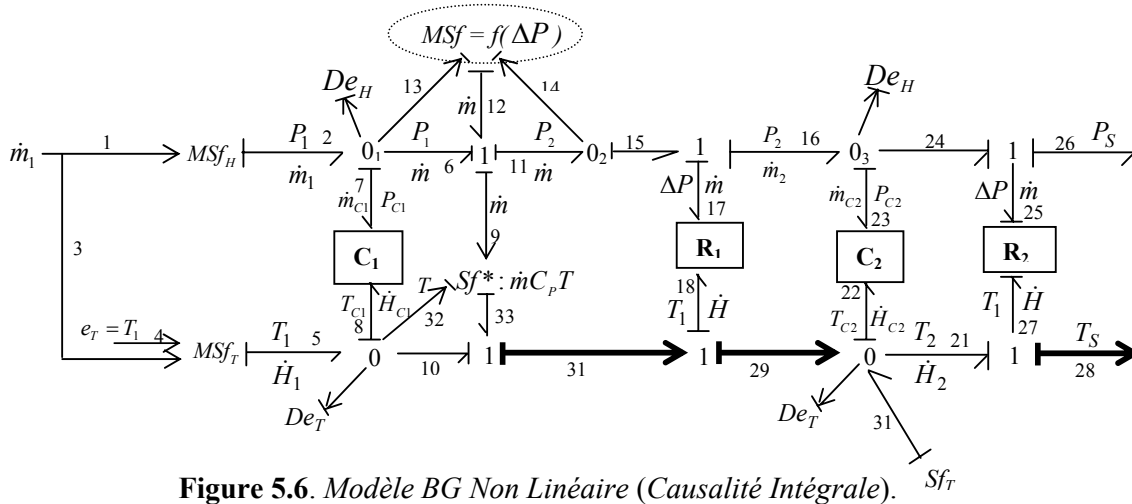 MSf = f(ΔP)
De_H
13
14
De_H
ṁ
12
ṁ_1
1
MSf_H
P_1 2
ṁ_1
0_1
P_1
ṁ 6
1
P_2
11 ṁ
0_2
15
1
P_2 16
ṁ_2
0_3
24
1
26 P_S
7
ṁ_C1 P_C1
ṁ
9
ΔP ṁ
17
ṁ_C2 P_C2
23
ΔP ṁ
25
3
C_1
R_1
C_2
R_2
T
Sf* : ṁC_PT
T_C1 Ḣ_C1
8
32
33
18
T_1 Ḣ
22
T_C2 Ḣ_C2
T_1 Ḣ
27
e_T = T_1
4
MSf_T
T_1 5
Ḣ_1
0
10
1
31
1
29
0
T_2 21
Ḣ_2
1
T_S
28
De_T
De_T
31
Sf_T
Figure 5.6. Modèle BG Non Linéaire (Causalité Intégrale).